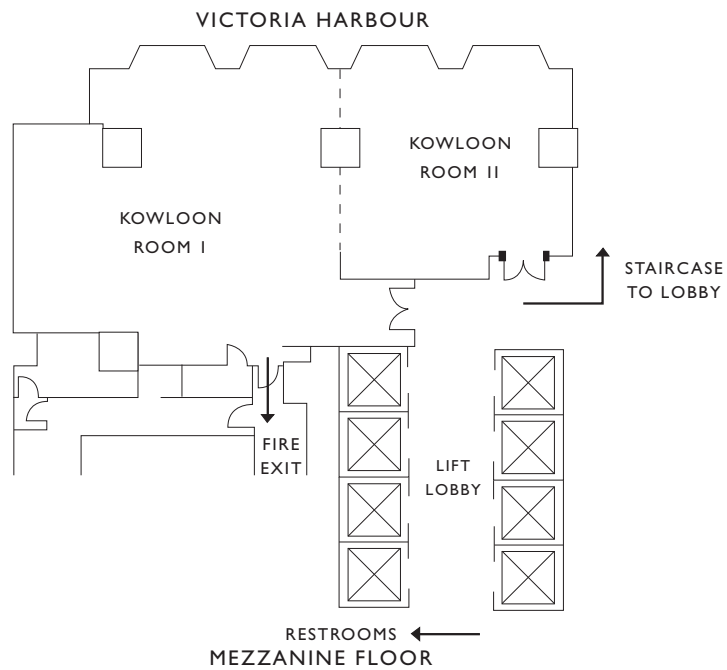 VICTORIA HARBOUR
KOWLOON
ROOM II
KOWLOON
ROOM I
STAIRCASE
TO LOBBY
FIRE
EXIT
LIFT
LOBBY
RESTROOMS
MEZZANINE FLOOR